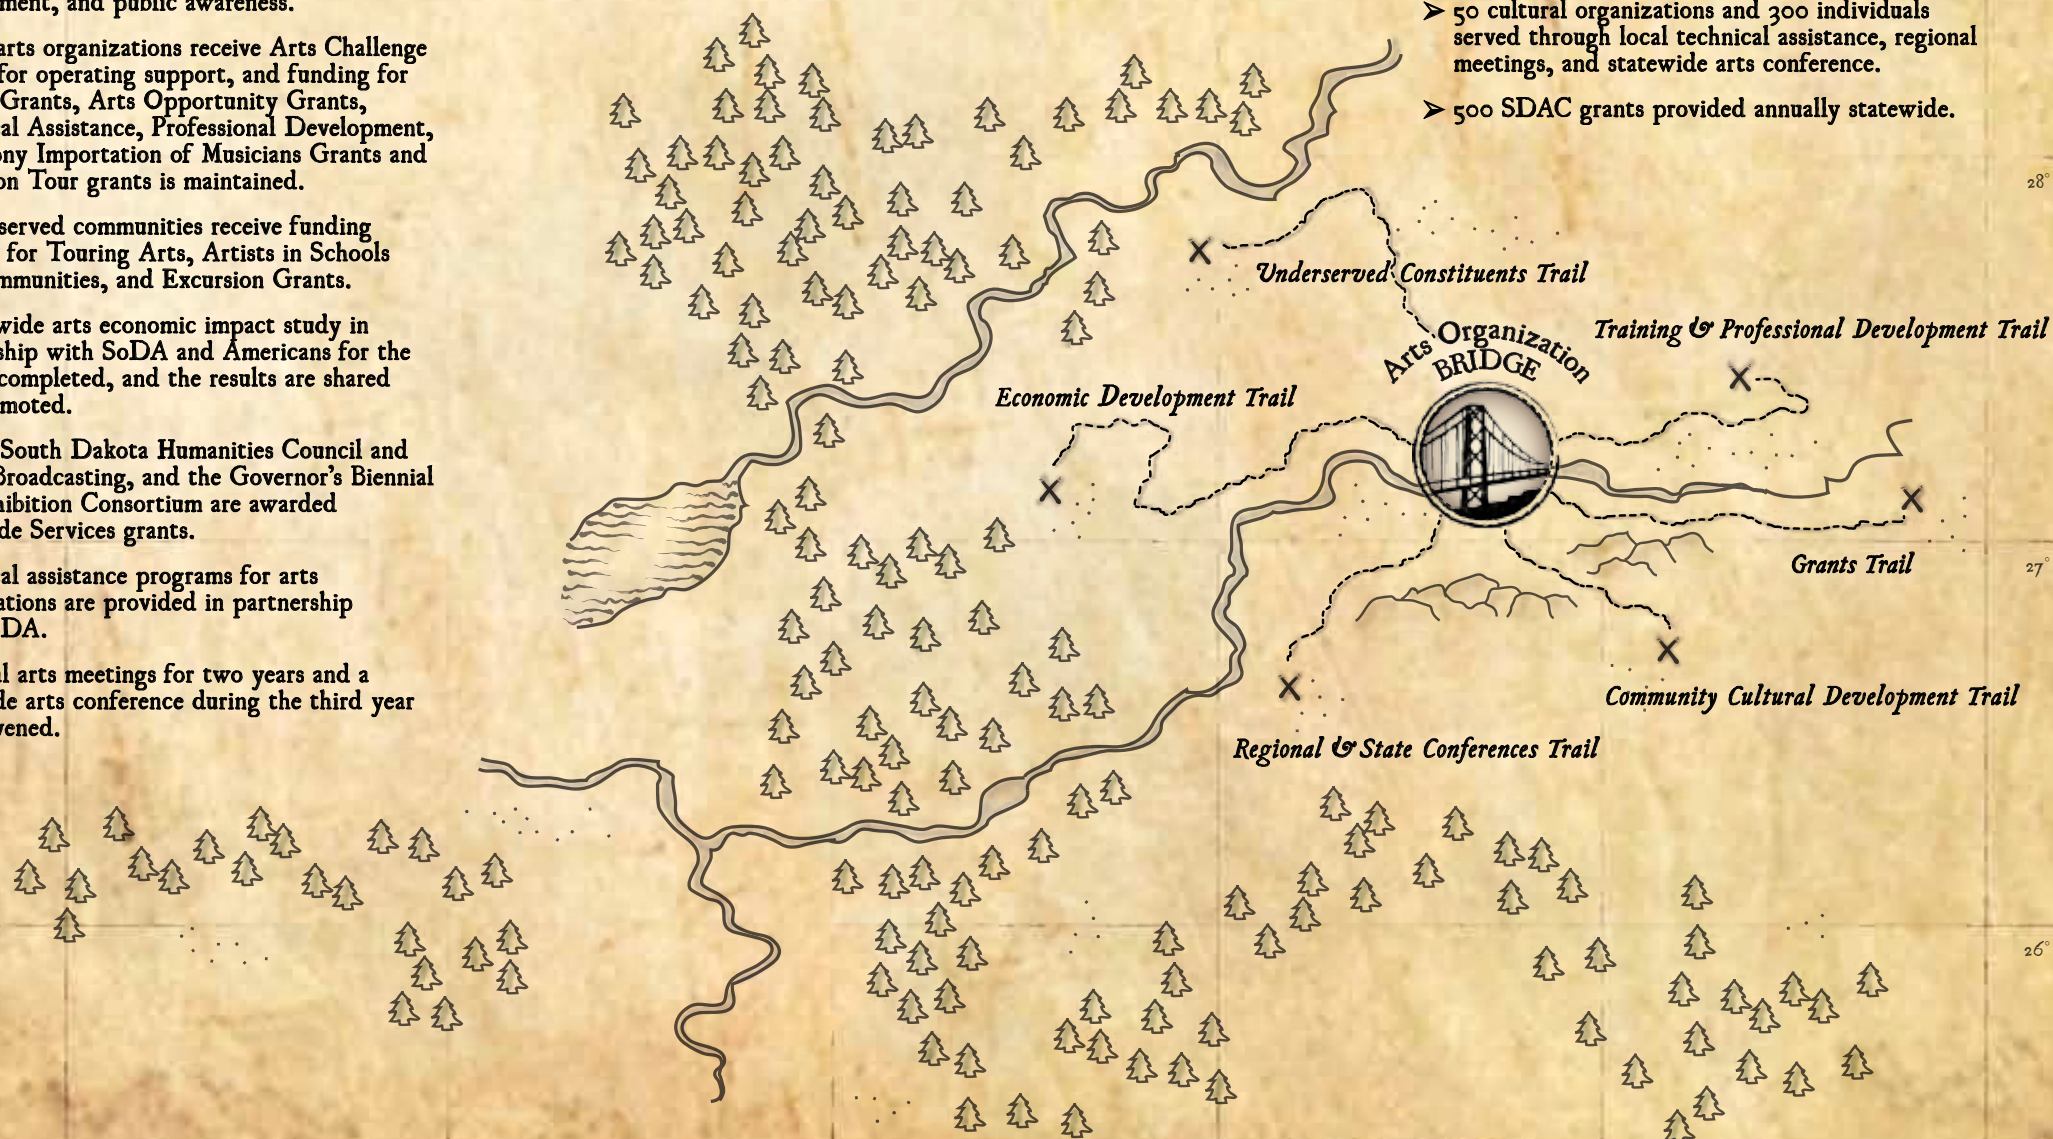 ment, and public awareness.
arts organizations receive Arts Challenge
for operating support, and funding for
Grants, Arts Opportunity Grants,
al Assistance, Professional Development,
ony Importation of Musicians Grants and
on Tour grants is maintained.
served communities receive funding
for Touring Arts, Artists in Schools
mmunities, and Excursion Grants.
wide arts economic impact study in
ship with SoDA and Americans for the
completed, and the results are shared
moted.
South Dakota Humanities Council and
Broadcasting, and the Governor's Biennial
hibition Consortium are awarded
de Services grants.
al assistance programs for arts
ations are provided in partnership
DA.
l arts meetings for two years and a
de arts conference during the third year
vened.
➢ 50 cultural organizations and 300 individuals
served through local technical assistance, regional
meetings, and statewide arts conference.
➢ 500 SDAC grants provided annually statewide.
28°
Underserved Constituents Trail
Training & Professional Development Trail
Arts Organization
BRIDGE
Economic Development Trail
Grants Trail
27°
Community Cultural Development Trail
Regional & State Conferences Trail
26°